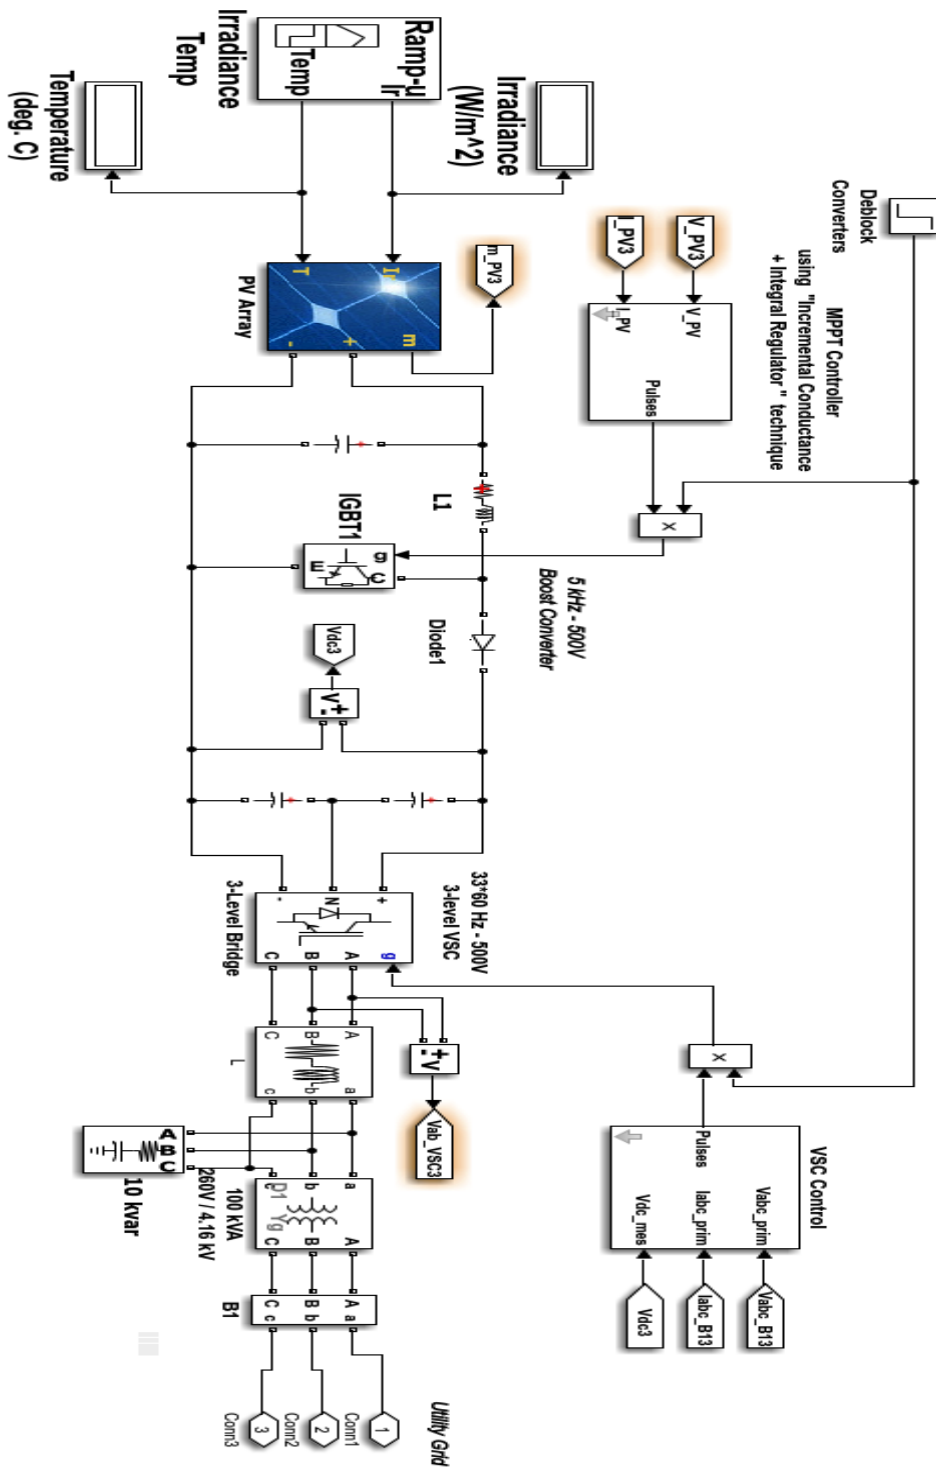 Deblock
Converters
MPPT Controller
using "Incremental Conductance
+ Integral Regulator " technique
V_PV3
I_PV3
V_PV
I_PV
Pulses
x
Irradiance
(W/m^2)
Ramp-u
Ir
Temp
Irradiance
Temp
Temperature
(deg. C)
m_PV3
Ir
T
m
+
-
PV Array
L1
IGBT1
g
C
E
5 kHz - 500V
Boost Converter
Diode1
Vdc3
+
-
v
33*60 Hz - 500V
3-level VSC
+
N
-
g
A
B
C
3-Level Bridge
+
-
v
Vab_VSC3
x
VSC Control
Pulses
Vabc_prim
Iabc_prim
Vdc_mes
Vabc_B13
Iabc_B13
Vdc3
A
B
C
a
b
c
L
A
B
C
10 kvar
a
b
c
D1
Yg
A
B
C
100 kVA
260V / 4.16 kV
A
B
C
a
b
c
B1
Utility Grid
1
Conn1
2
Conn2
3
Conn3